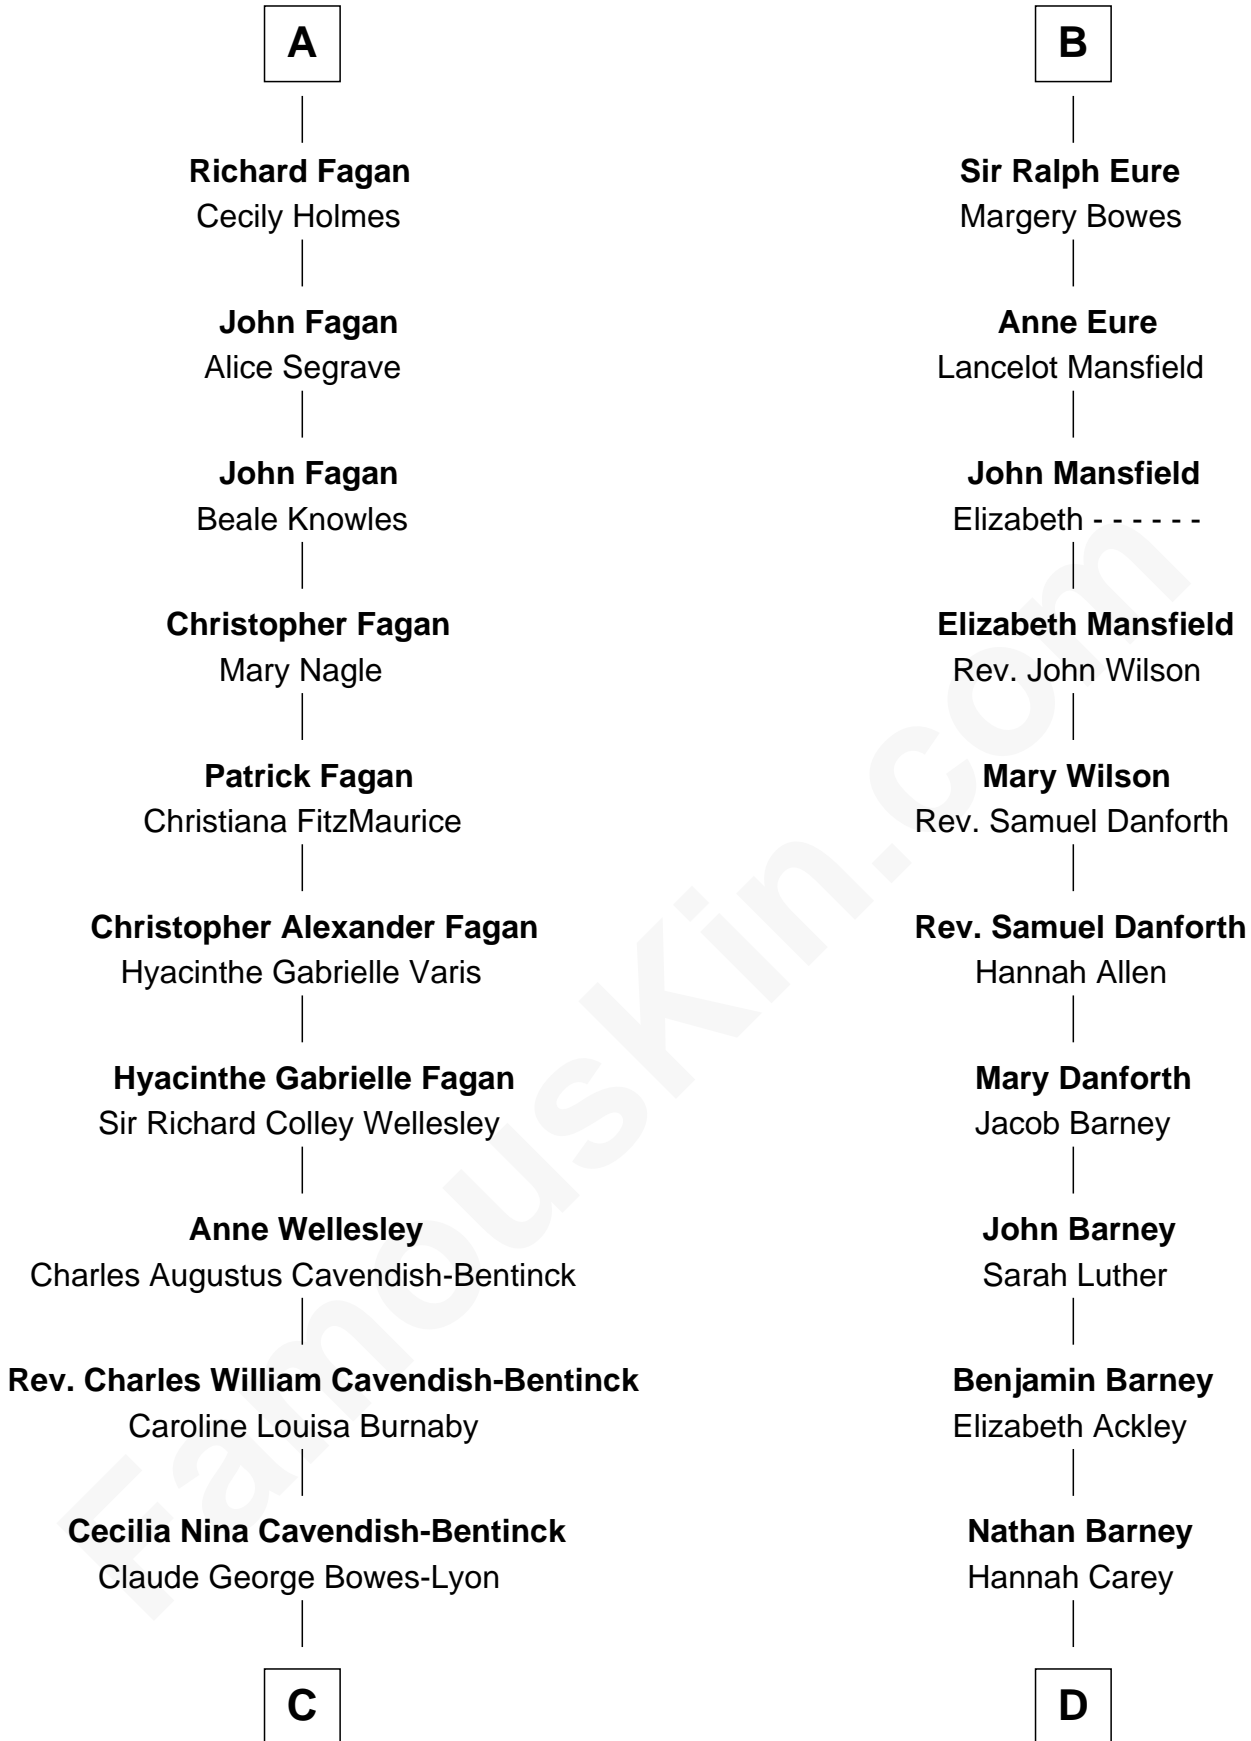 A
Richard Fagan
Cecily Holmes
John Fagan
Alice Segrave
John Fagan
Beale Knowles
Christopher Fagan
Mary Nagle
Patrick Fagan
Christiana FitzMaurice
Christopher Alexander Fagan
Hyacinthe Gabrielle Varis
Hyacinthe Gabrielle Fagan
Sir Richard Colley Wellesley
Anne Wellesley
Charles Augustus Cavendish-Bentinck
Rev. Charles William Cavendish-Bentinck
Caroline Louisa Burnaby
Cecilia Nina Cavendish-Bentinck
Claude George Bowes-Lyon
C
B
Sir Ralph Eure
Margery Bowes
Anne Eure
Lancelot Mansfield
John Mansfield
Elizabeth - - - - - -
Elizabeth Mansfield
Rev. John Wilson
Mary Wilson
Rev. Samuel Danforth
Rev. Samuel Danforth
Hannah Allen
Mary Danforth
Jacob Barney
John Barney
Sarah Luther
Benjamin Barney
Elizabeth Ackley
Nathan Barney
Hannah Carey
D
FamousKin.com